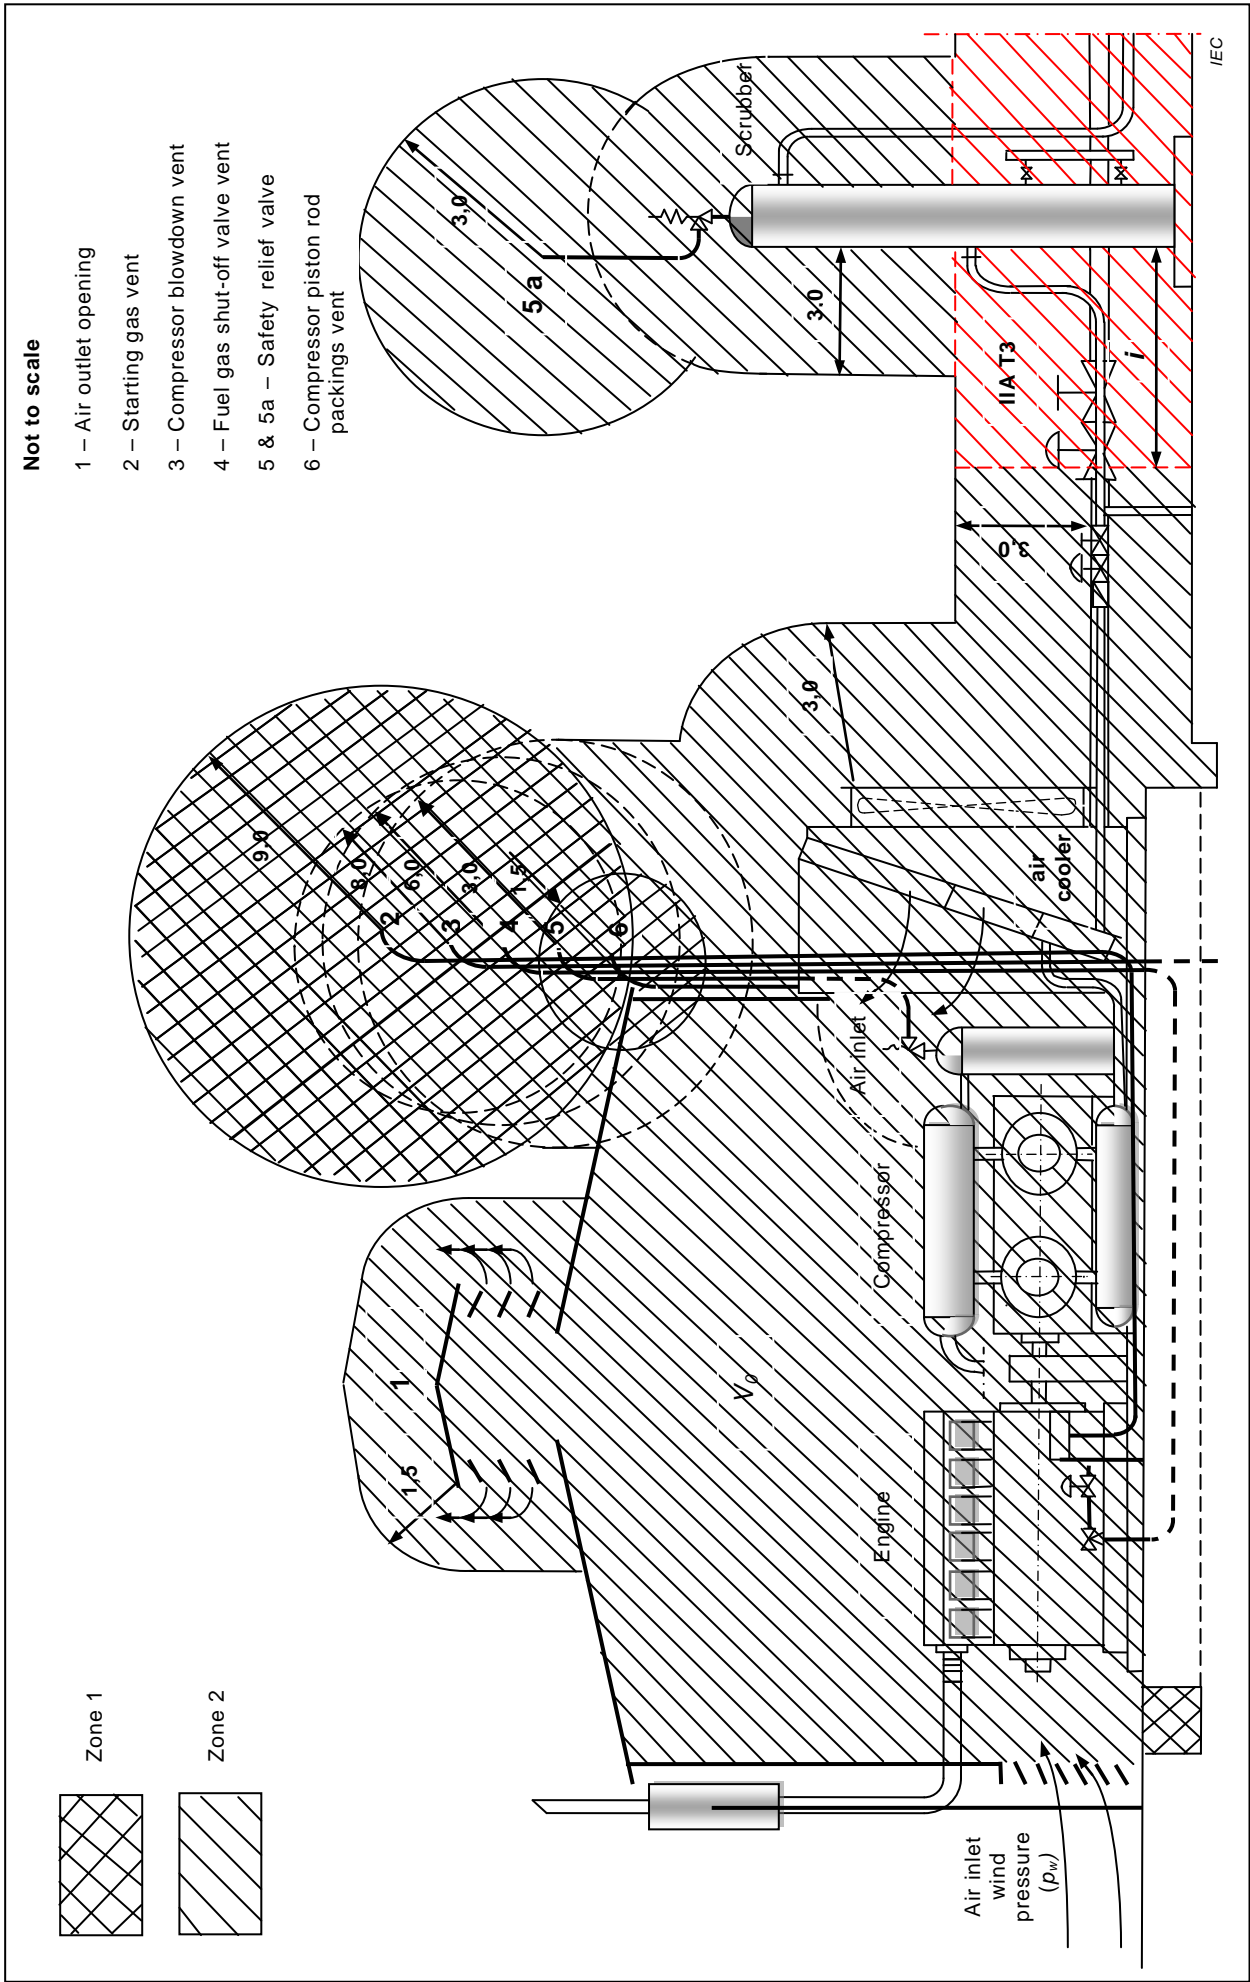 Not to scale
1 – Air outlet opening
2 – Starting gas vent
3 – Compressor blowdown vent
4 – Fuel gas shut-off valve vent
5 & 5a – Safety relief valve
6 – Compressor piston rod
packings vent
Zone 1
Zone 2
1
1,5
9,0
8,0
6,0
3,0
1,5
2
3
4
5
6
3,0
5 a
Scrubber
3.0
3,0
3,0
IIA T3
i
air
cooler
Air inlet
Compressor
Engine
V0
Air inlet
wind
pressure
(pw)
IEC